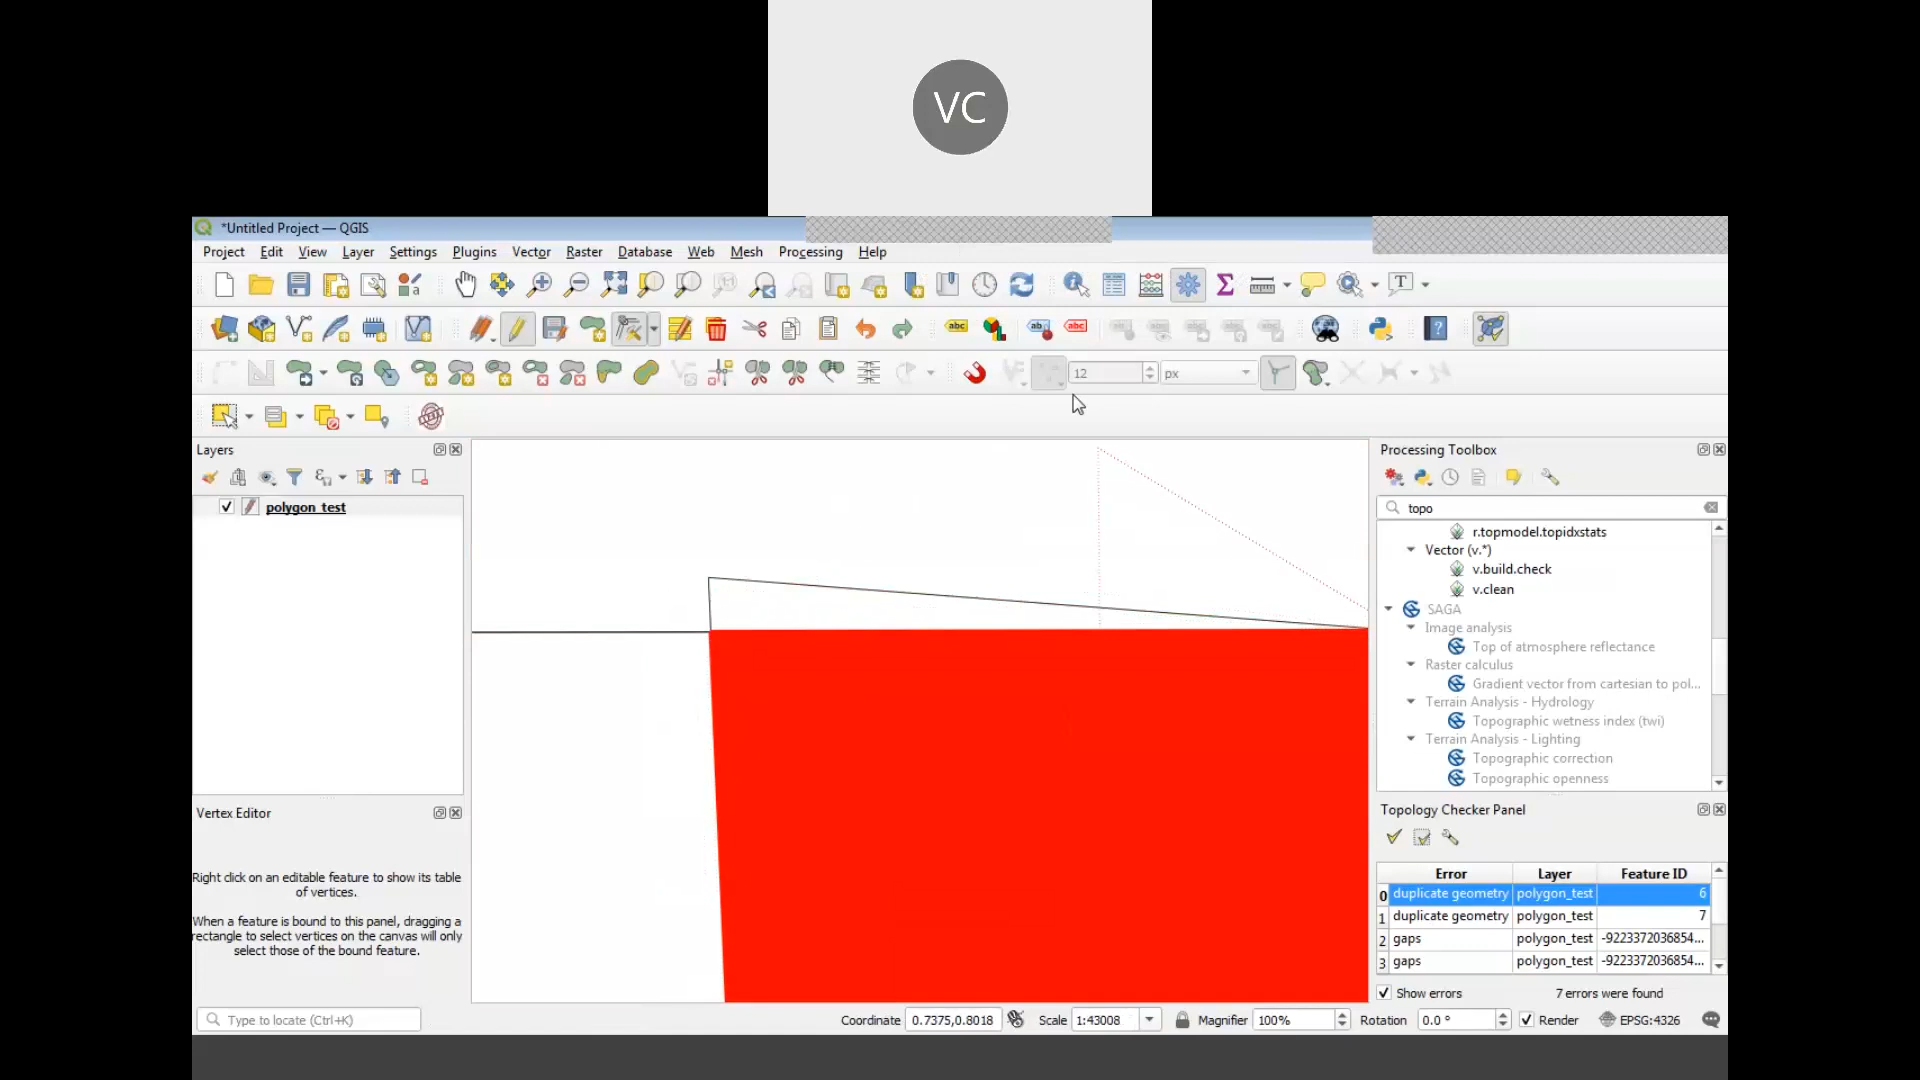 VC
*Untitled Project — QGIS
Project Edit View Layer Settings Plugins Vector Raster Database Web Mesh Processing Help
abc ab abc
12 px
Layers
polygon_test
Vertex Editor
Right click on an editable feature to show its table
of vertices.
When a feature is bound to this panel, dragging a
rectangle to select vertices on the canvas will only
select those of the bound feature.
Processing Toolbox
topo
r.topmodel.topidxstats
Vector (v.*)
v.build.check
v.clean
SAGA
Image analysis
Top of atmosphere reflectance
Raster calculus
Gradient vector from cartesian to pol...
Terrain Analysis - Hydrology
Topographic wetness index (twi)
Terrain Analysis - Lighting
Topographic correction
Topographic openness
Topology Checker Panel
Error Layer Feature ID
0 duplicate geometry polygon_test 6
1 duplicate geometry polygon_test 7
2 gaps polygon_test -9223372036854...
3 gaps polygon_test -9223372036854...
Show errors 7 errors were found
Type to locate (Ctrl+K) Coordinate 0.7375,0.8018 Scale 1:43008 Magnifier 100% Rotation 0.0 ° Render EPSG:4326